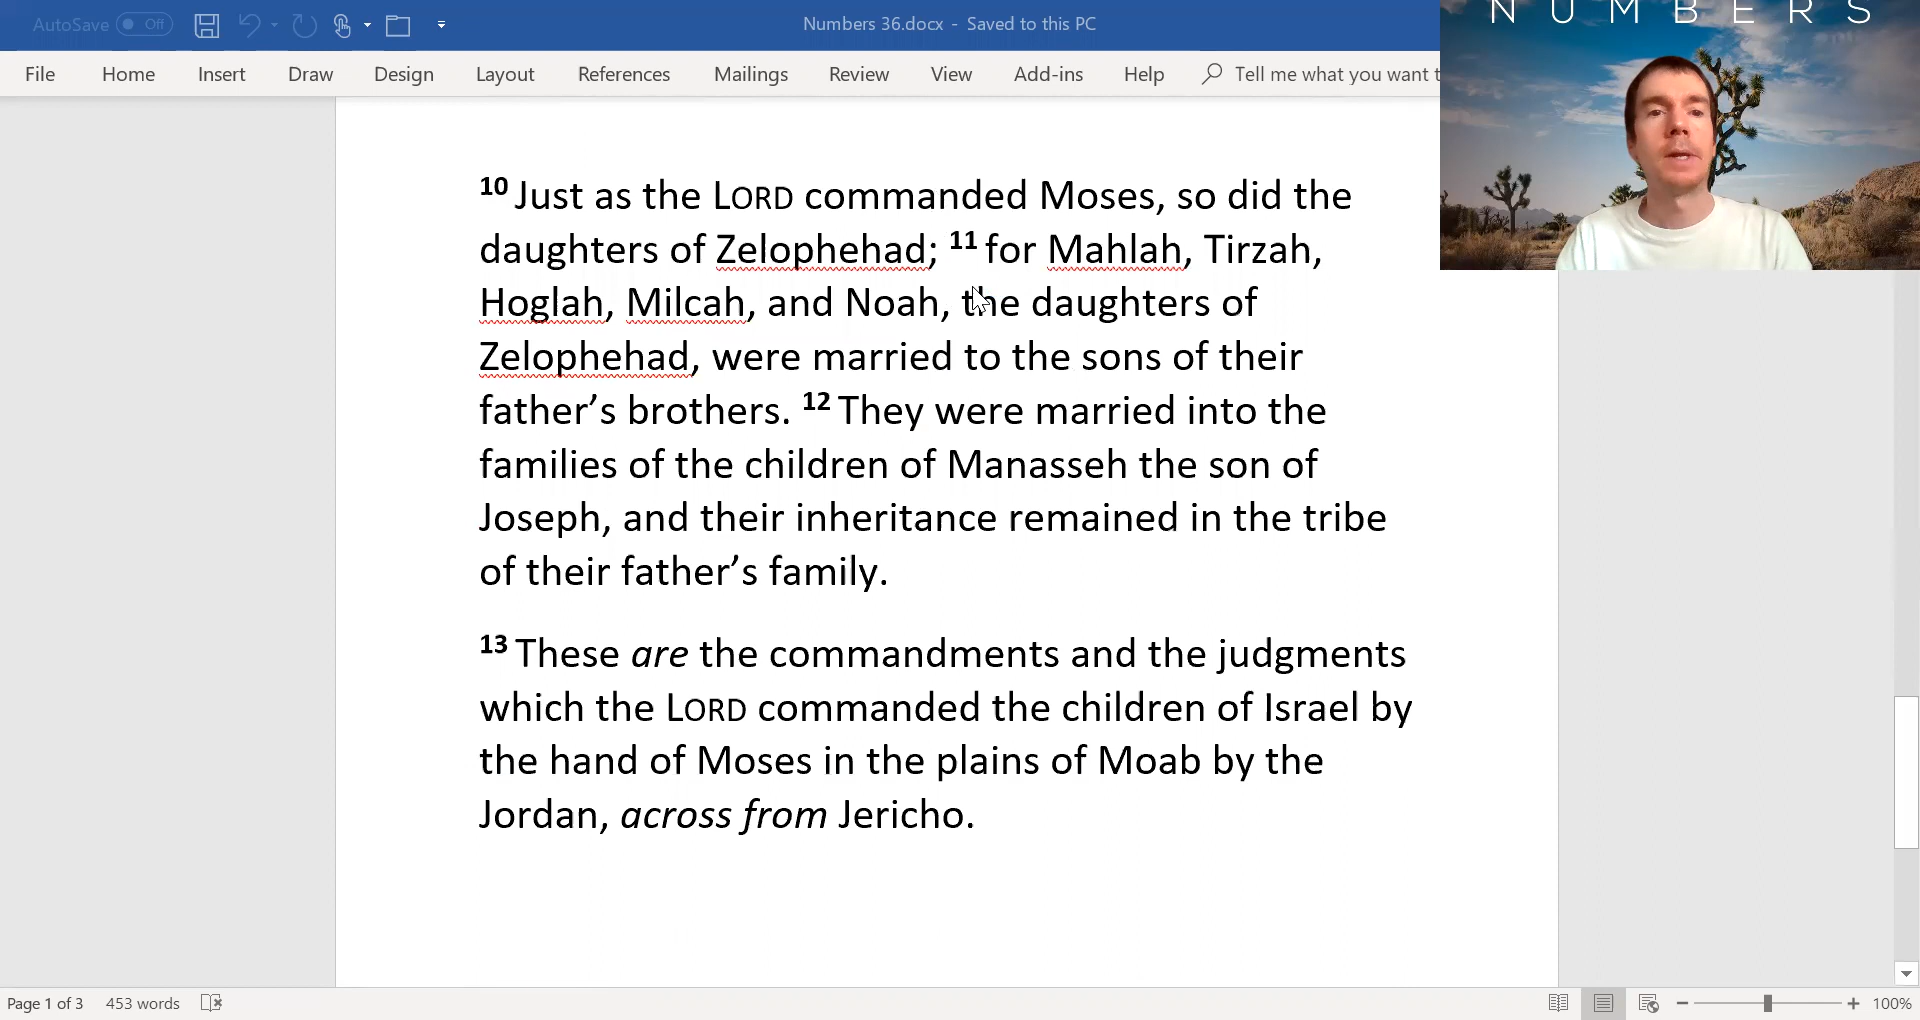 AutoSave Off
Numbers 36.docx - Saved to this PC
NUMBERS
File Home Insert Draw Design Layout References Mailings Review View Add-ins Help Tell me what you want t
10 Just as the LORD commanded Moses, so did the
daughters of Zelophehad; 11 for Mahlah, Tirzah,
Hoglah, Milcah, and Noah, the daughters of
Zelophehad, were married to the sons of their
father’s brothers. 12 They were married into the
families of the children of Manasseh the son of
Joseph, and their inheritance remained in the tribe
of their father’s family.
13 These are the commandments and the judgments
which the LORD commanded the children of Israel by
the hand of Moses in the plains of Moab by the
Jordan, across from Jericho.
Page 1 of 3 453 words 100%